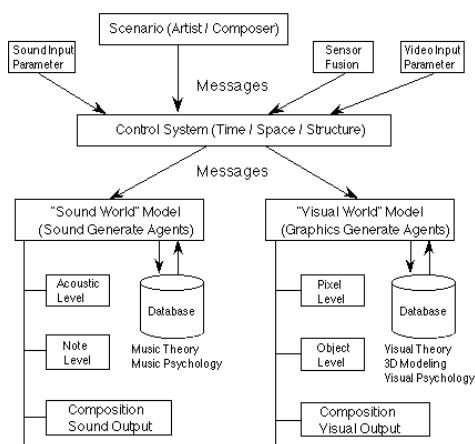 Scenario (Artist / Composer)
Sound Input
Parameter
Sensor
Fusion
Video Input
Parameter
Messages
Control System (Time / Space / Structure)
Messages
"Sound World" Model
(Sound Generate Agents)
"Visual World" Model
(Graphics Generate Agents)
Acoustic
Level
Database
Note
Level
Music Theory
Music Psychology
Composition
Sound Output
Pixel
Level
Database
Object
Level
Visual Theory
3D Modeling
Visual Psychology
Composition
Visual Output